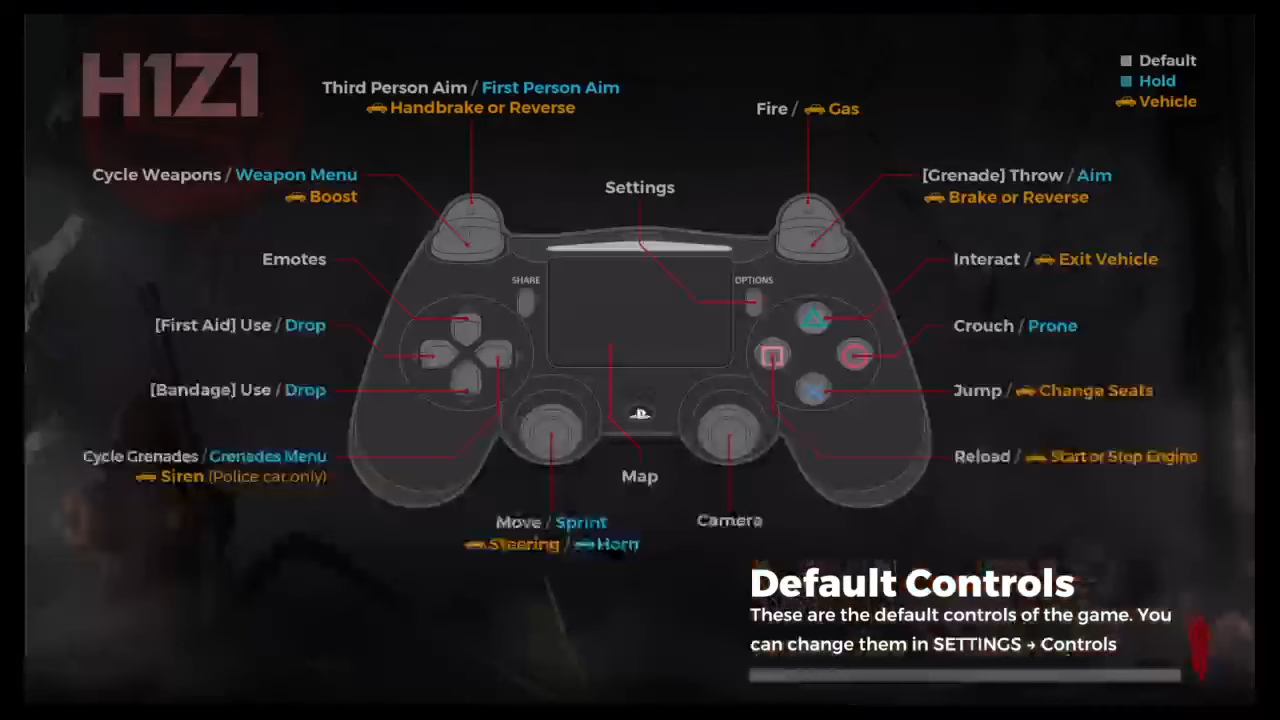 H1Z1
Third Person Aim / First Person Aim
Handbrake or Reverse
Fire / Gas
Default
Hold
Vehicle
Cycle Weapons / Weapon Menu
Boost
Settings
[Grenade] Throw / Aim
Brake or Reverse
Emotes
Interact / Exit Vehicle
SHARE
OPTIONS
[First Aid] Use / Drop
Crouch / Prone
[Bandage] Use / Drop
Jump / Change Seats
Cycle Grenades / Grenades Menu
Siren (Police car only)
Map
Reload / Start or Stop Engine
Move / Sprint
Steering / Horn
Camera
Default Controls
These are the default controls of the game. You
can change them in SETTINGS → Controls